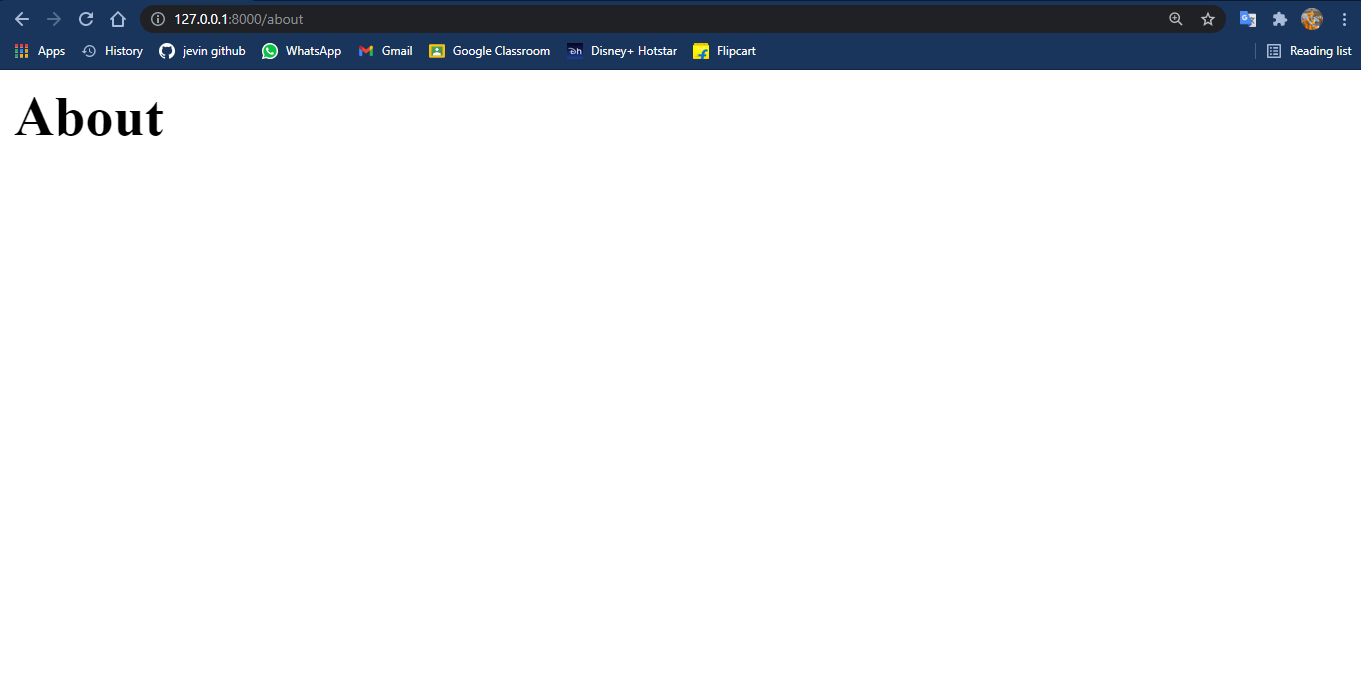 127.0.0.1:8000/about
Apps History jevin github WhatsApp Gmail Google Classroom Disney+ Hotstar Flipcart Reading list
About